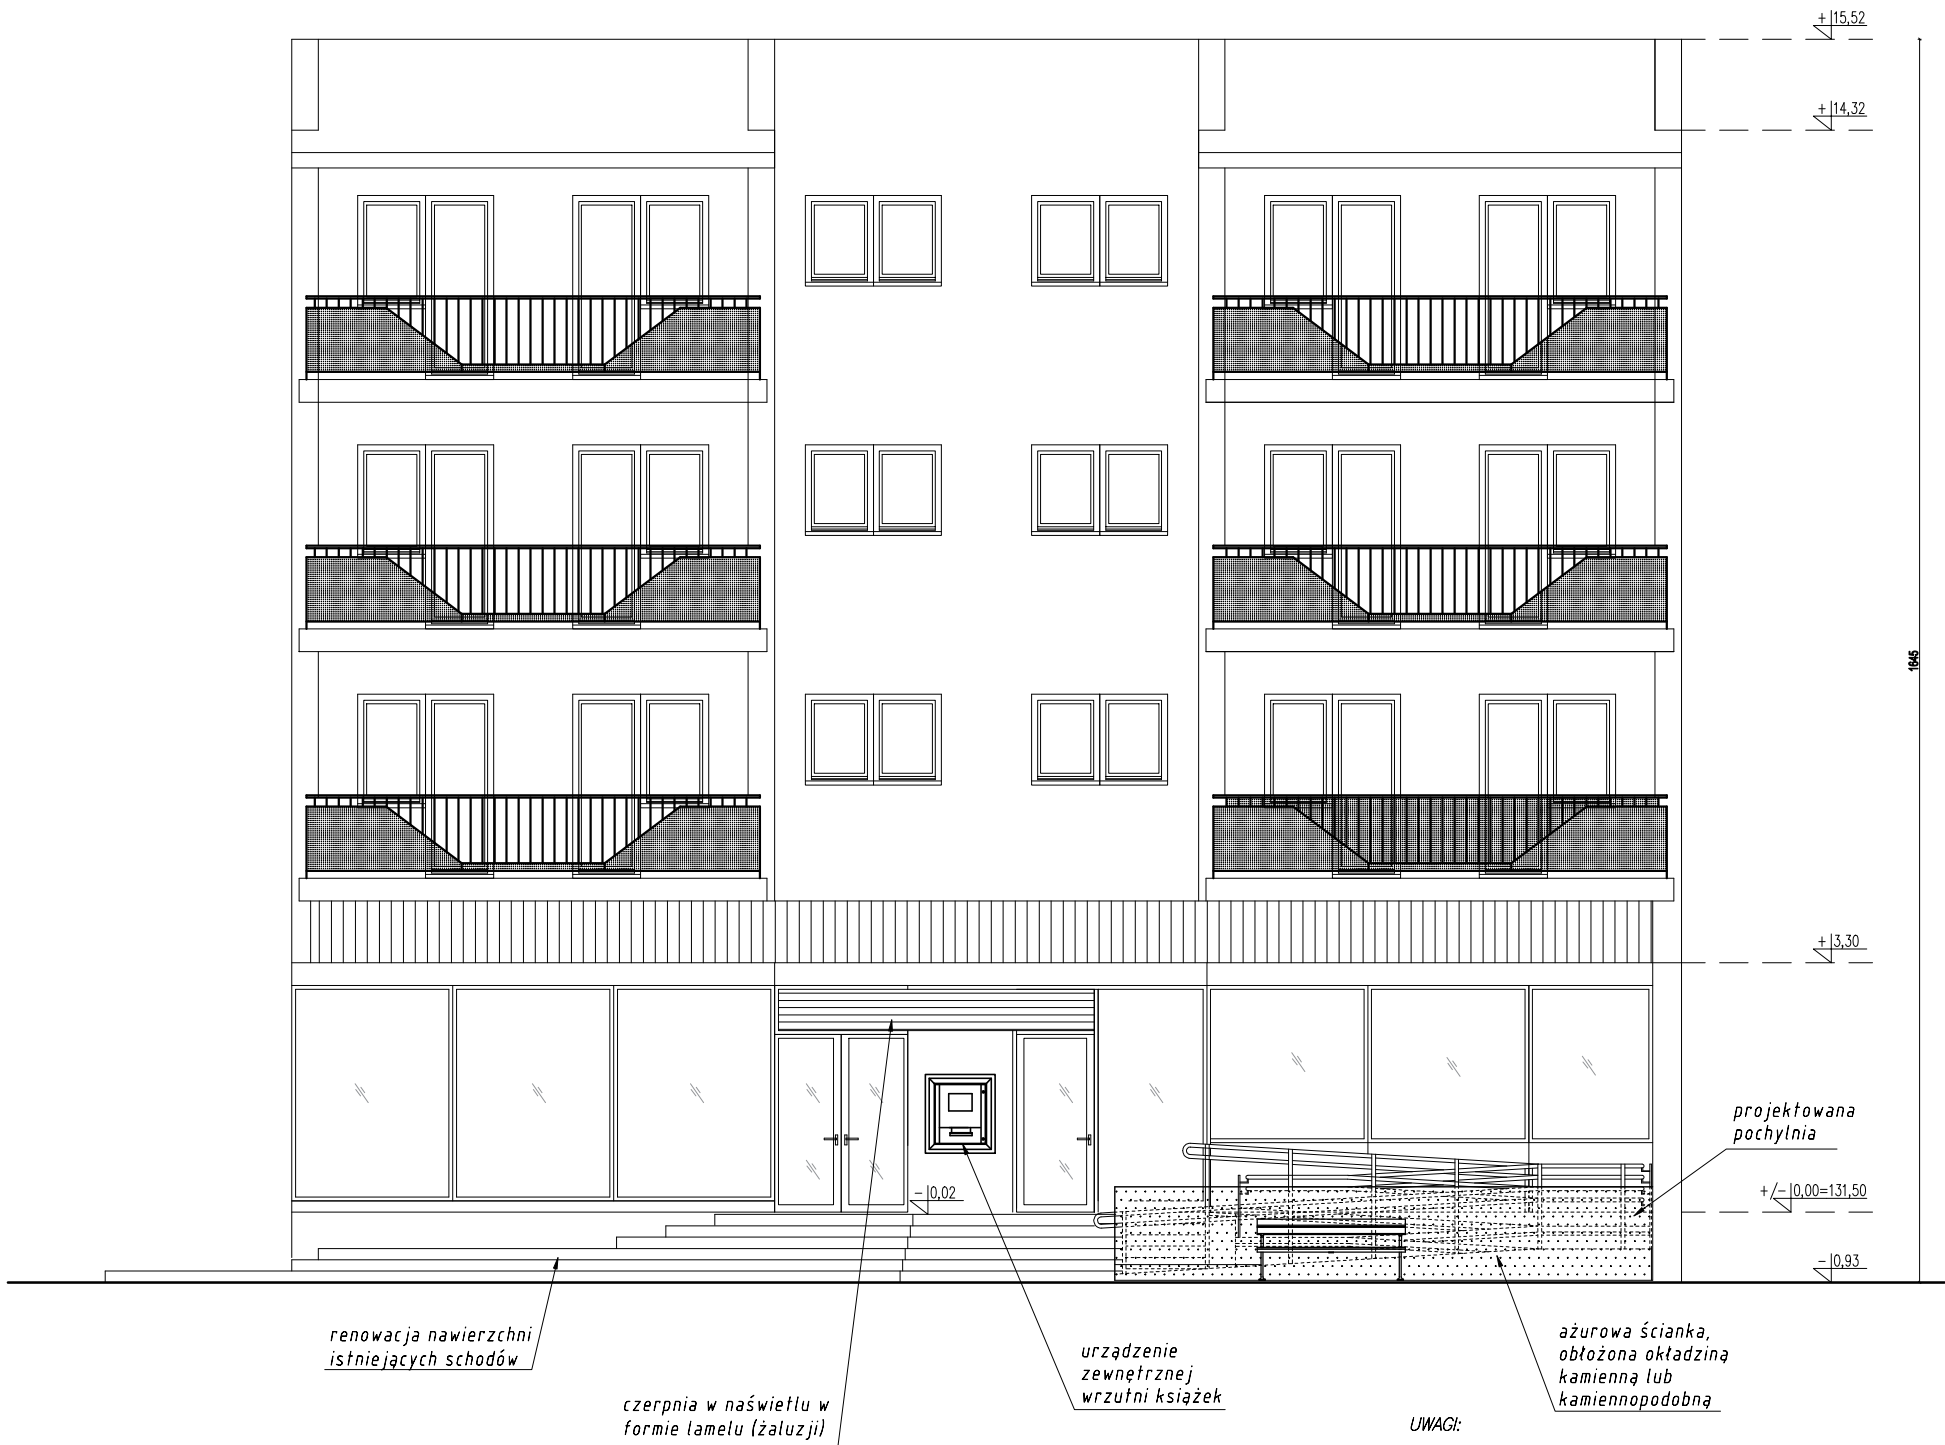 + 15,52
+ 14,32
1645
+ 3,30
projektowana
pochylnia
+/- 0,00=131,50
- 0,02
- 0,93
renowacja nawierzchni
istniejących schodów
czerpnia w naświetlu w
formie lamelu (żaluzji)
urządzenie
zewnętrznej
wrzutni książek
ażurowa ścianka,
obłożona okładziną
kamienną lub
kamiennopodobną
UWAGI: